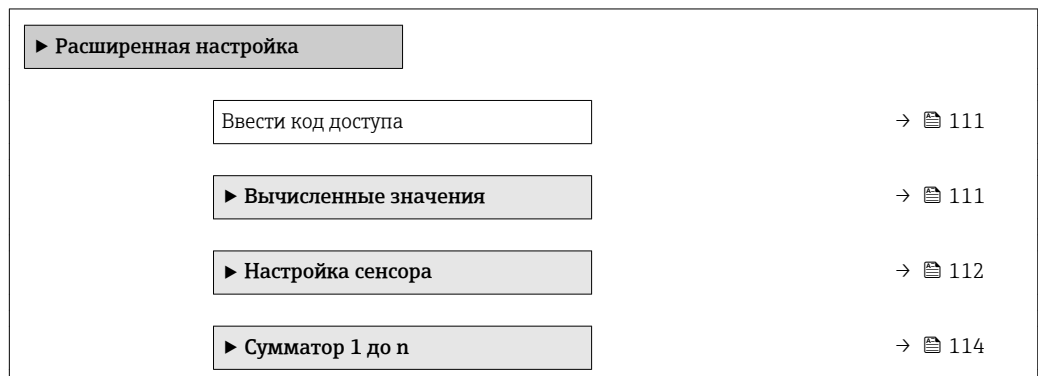 ▶ Расширенная настройка
Ввести код доступа → 111
▶ Вычисленные значения → 111
▶ Настройка сенсора → 112
▶ Сумматор 1 до n → 114